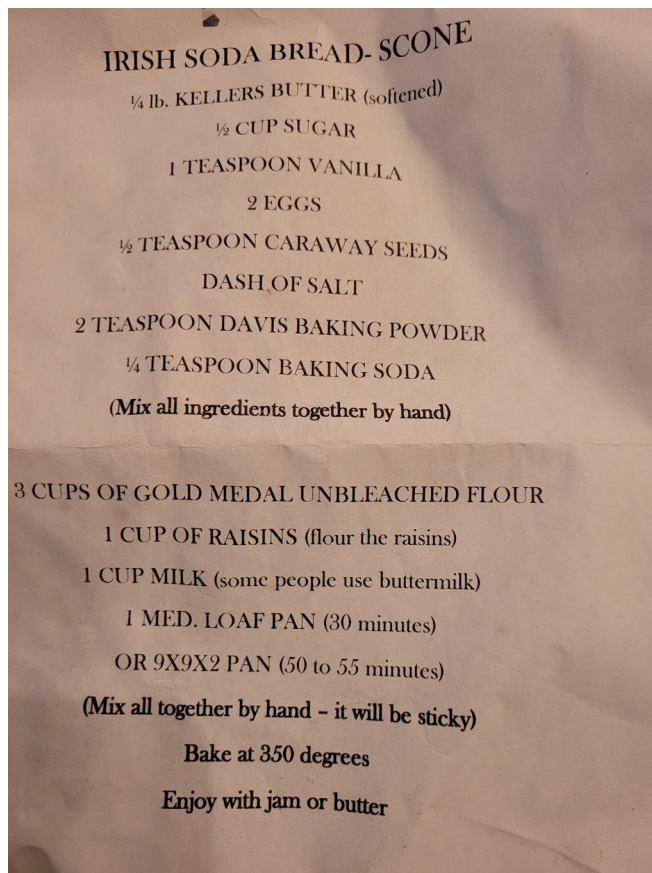 IRISH SODA BREAD- SCONE
¼ lb. KELLERS BUTTER (softened)
½ CUP SUGAR
1 TEASPOON VANILLA
2 EGGS
½ TEASPOON CARAWAY SEEDS
DASH OF SALT
2 TEASPOON DAVIS BAKING POWDER
¼ TEASPOON BAKING SODA
(Mix all ingredients together by hand)
3 CUPS OF GOLD MEDAL UNBLEACHED FLOUR
1 CUP OF RAISINS (flour the raisins)
1 CUP MILK (some people use buttermilk)
1 MED. LOAF PAN (30 minutes)
OR 9X9X2 PAN (50 to 55 minutes)
(Mix all together by hand – it will be sticky)
Bake at 350 degrees
Enjoy with jam or butter